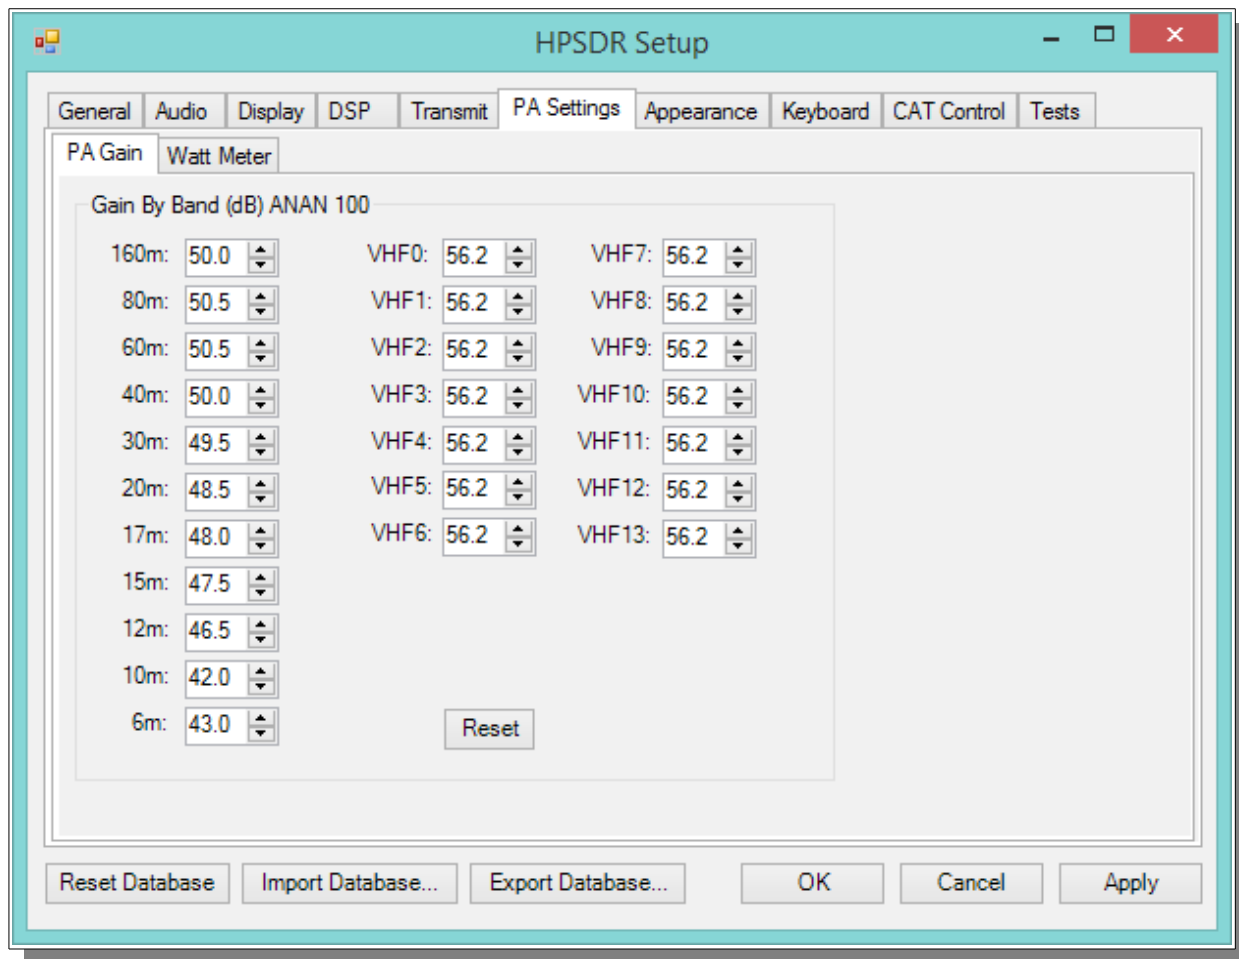 HPSDR Setup
General Audio Display DSP Transmit PA Settings Appearance Keyboard CAT Control Tests
PA Gain Watt Meter
Gain By Band (dB) ANAN 100
160m: 50.0 VHF0: 56.2 VHF7: 56.2
80m: 50.5 VHF1: 56.2 VHF8: 56.2
60m: 50.5 VHF2: 56.2 VHF9: 56.2
40m: 50.0 VHF3: 56.2 VHF10: 56.2
30m: 49.5 VHF4: 56.2 VHF11: 56.2
20m: 48.5 VHF5: 56.2 VHF12: 56.2
17m: 48.0 VHF6: 56.2 VHF13: 56.2
15m: 47.5
12m: 46.5
10m: 42.0
6m: 43.0 Reset
Reset Database Import Database... Export Database... OK Cancel Apply